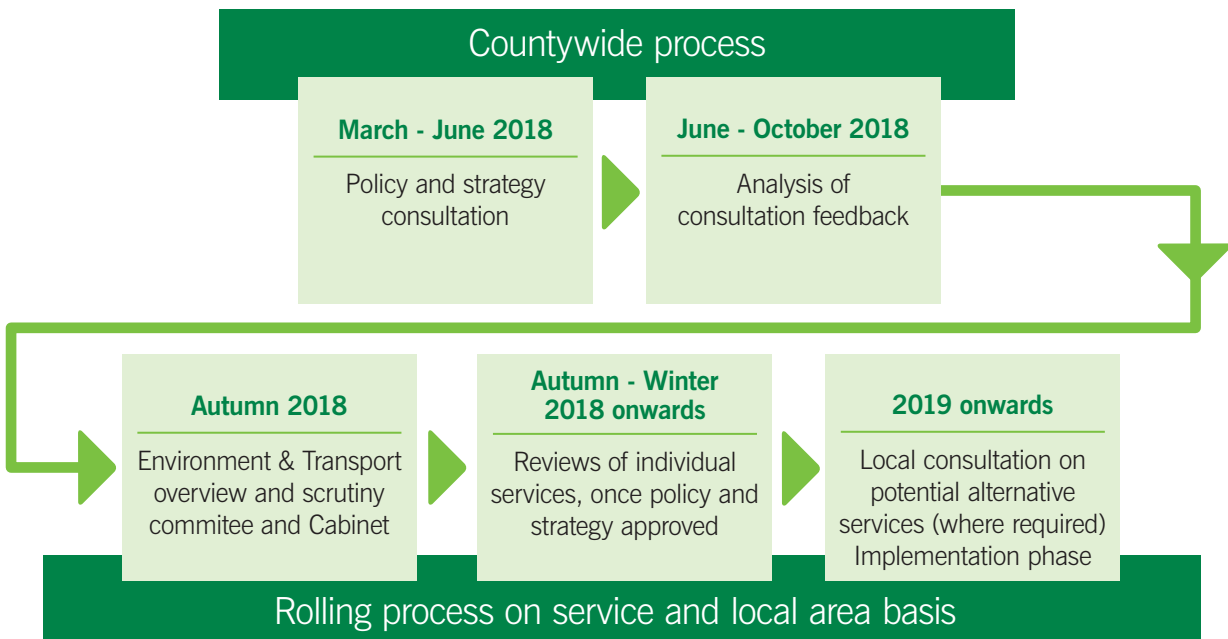 Countywide process
March - June 2018
Policy and strategy
consultation
June - October 2018
Analysis of
consultation feedback
Autumn 2018
Environment & Transport
overview and scrutiny
commitee and Cabinet
Autumn - Winter
2018 onwards
Reviews of individual
services, once policy and
strategy approved
2019 onwards
Local consultation on
potential alternative
services (where required)
Implementation phase
Rolling process on service and local area basis